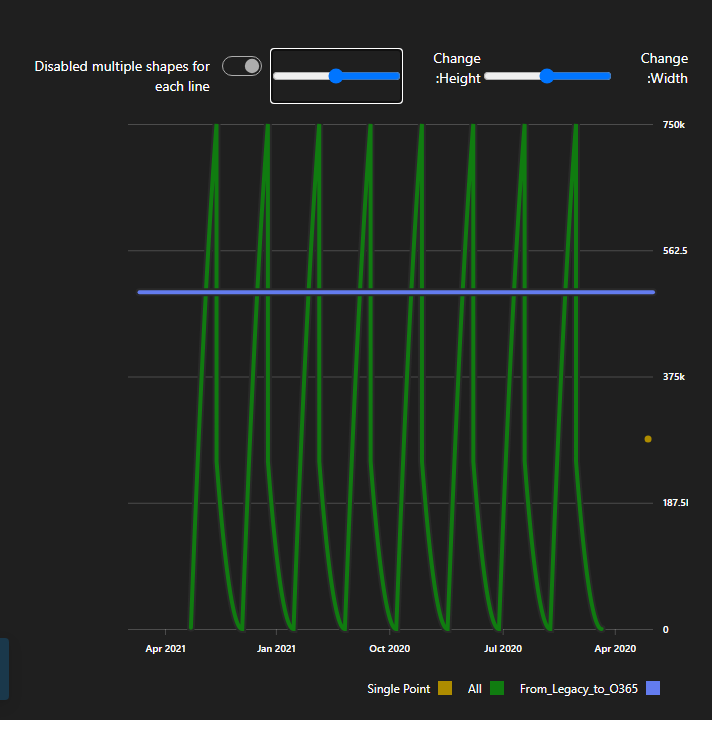 Disabled multiple shapes for
each line
Change
:Height
Change
:Width
750k
562.5
375k
187.5l
0
Apr 2021
Jan 2021
Oct 2020
Jul 2020
Apr 2020
Single Point
All
From_Legacy_to_O365